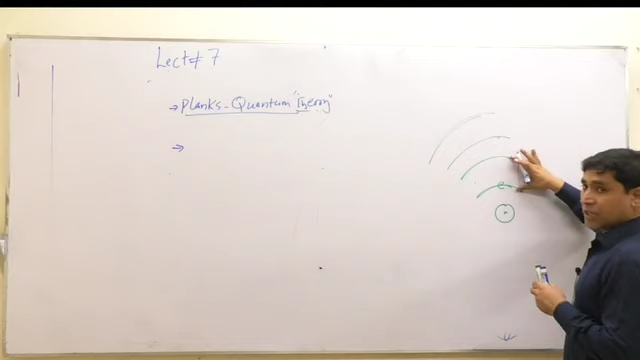 Lect# 7
→ Planks-Quantum "Theory"
→